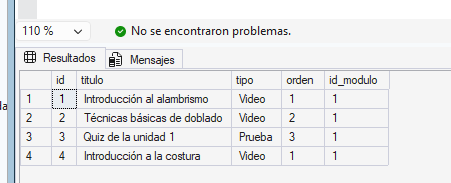 110 % No se encontraron problemas.
Resultados Mensajes
id titulo tipo orden id_modulo
1 1 Introducción al alambrismo Video 1 1
2 2 Técnicas básicas de doblado Video 2 1
3 3 Quiz de la unidad 1 Prueba 3 1
4 4 Introducción a la costura Video 1 1